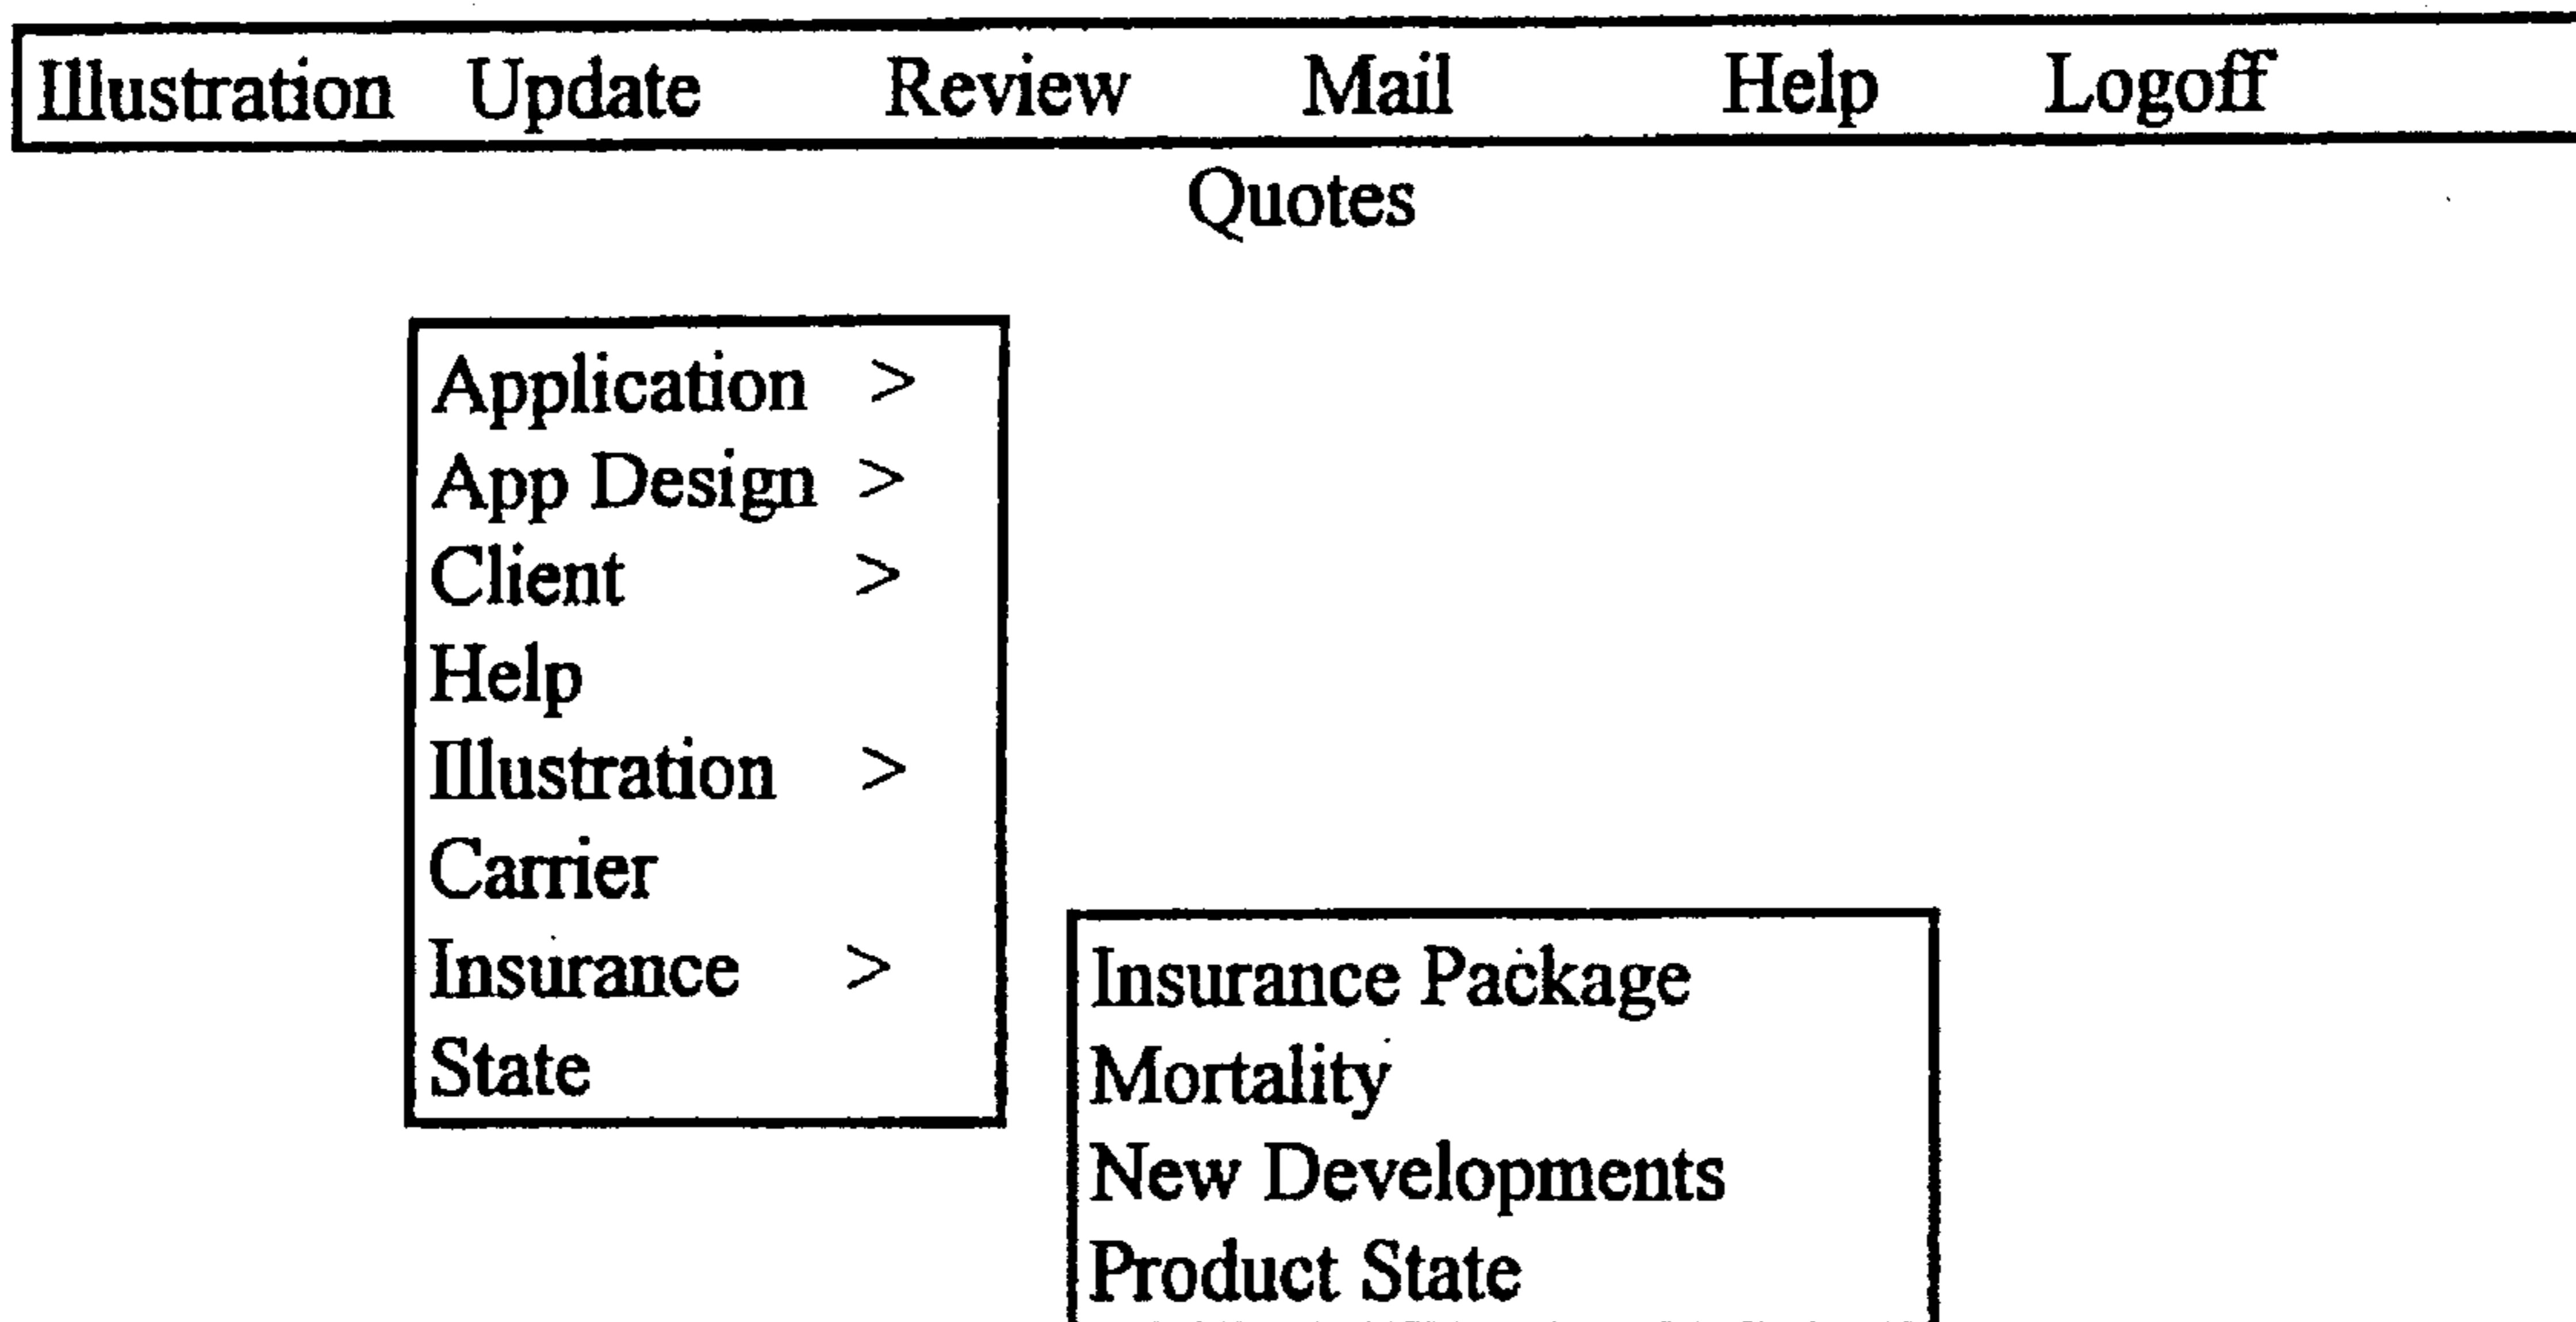 Illustration Update Review Mail Help Logoff
Quotes
Application >
App Design >
Client >
Help
Illustration >
Carrier
Insurance >
State
Insurance Package
Mortality
New Developments
Product State